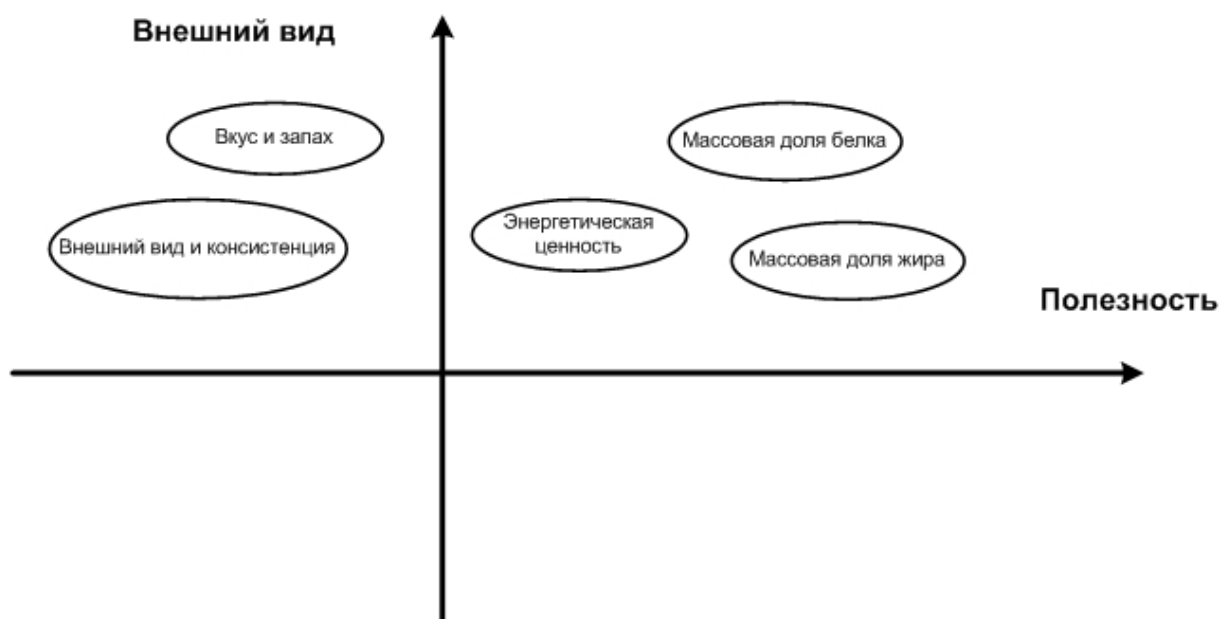 Внешний вид
Вкус и запах
Массовая доля белка
Энергетическая
ценность
Внешний вид и консистенция
Массовая доля жира
Полезность